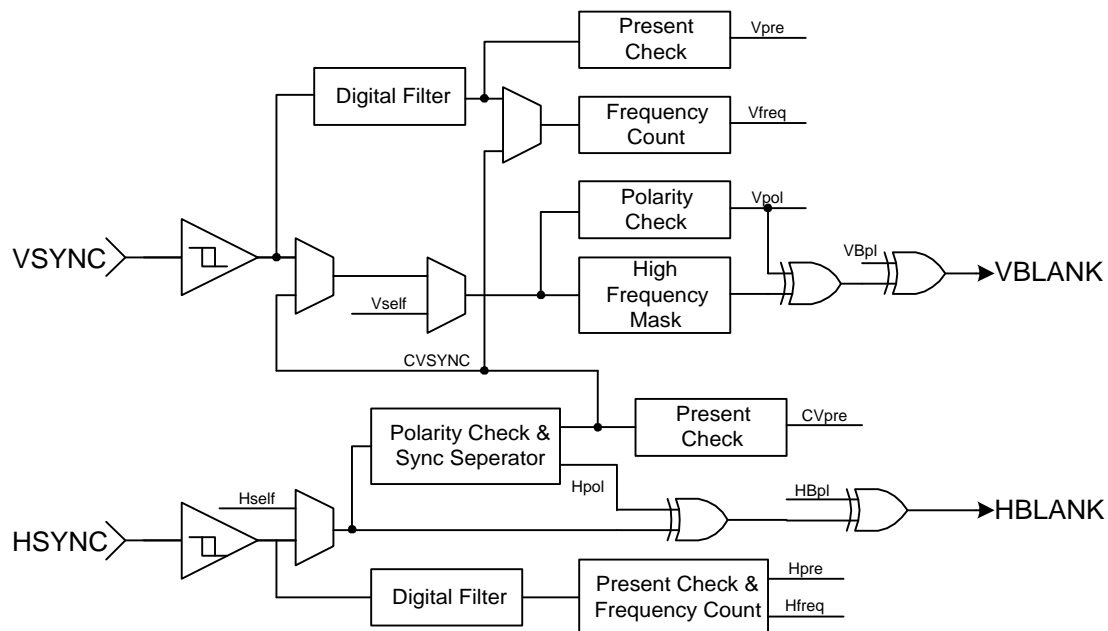 Present
Check
Vpre
Digital Filter
Frequency
Count
Vfreq
Polarity
Check
Vpol
VSYNC
VBpl
VBLANK
High
Frequency
Mask
Vself
CVSYNC
Polarity Check &
Sync Seperator
Present
Check
CVpre
Hpol
Hself
HBpl
HBLANK
HSYNC
Digital Filter
Present Check &
Frequency Count
Hpre
Hfreq